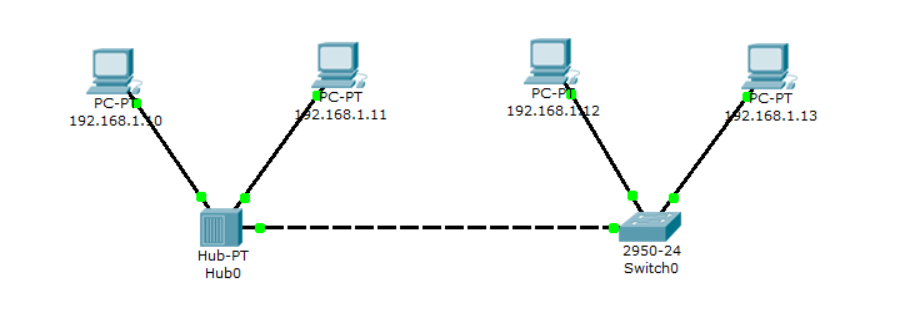 PC-PT
192.168.1.10
PC-PT
192.168.1.11
PC-PT
192.168.1.12
PC-PT
192.168.1.13
Hub-PT
Hub0
2950-24
Switch0